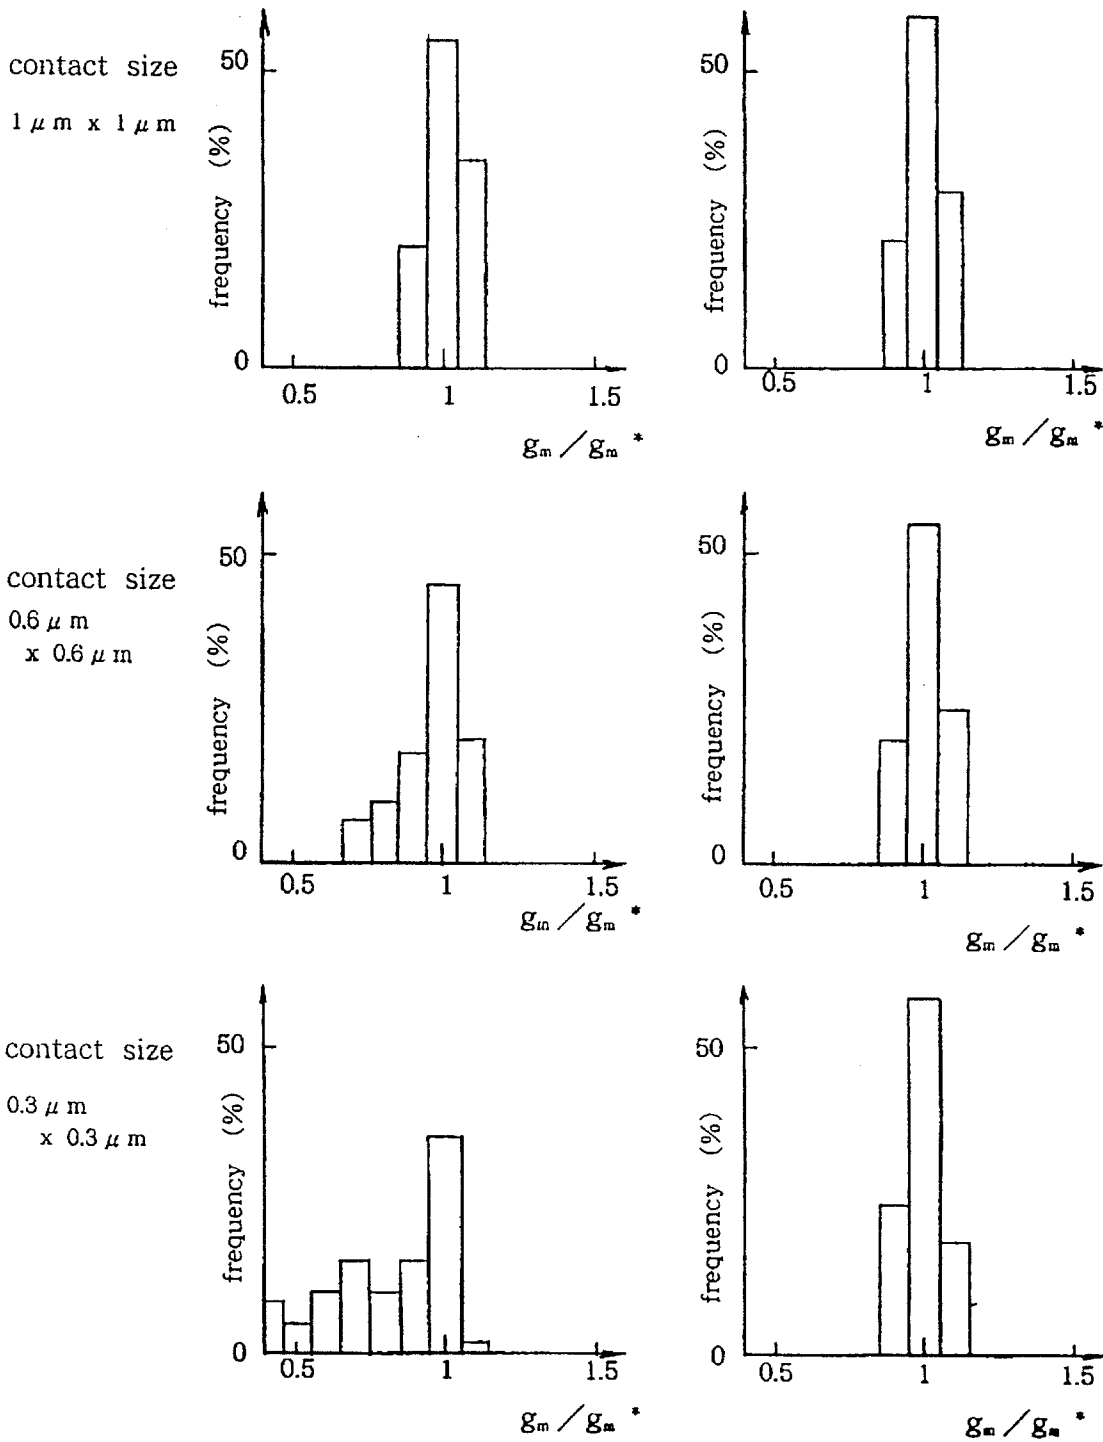 contact size
1 μm x 1 μm
50
frequency (%)
0
0.5
1
1.5
gm / gm *
50
frequency (%)
0
0.5
1
1.5
gm / gm *
contact size
0.6 μm
x 0.6 μm
50
frequency (%)
0
0.5
1
1.5
gm / gm *
50
frequency (%)
0
0.5
1
1.5
gm / gm *
contact size
0.3 μm
x 0.3 μm
50
frequency (%)
0
0.5
1
1.5
gm / gm *
50
frequency (%)
0
0.5
1
1.5
gm / gm *